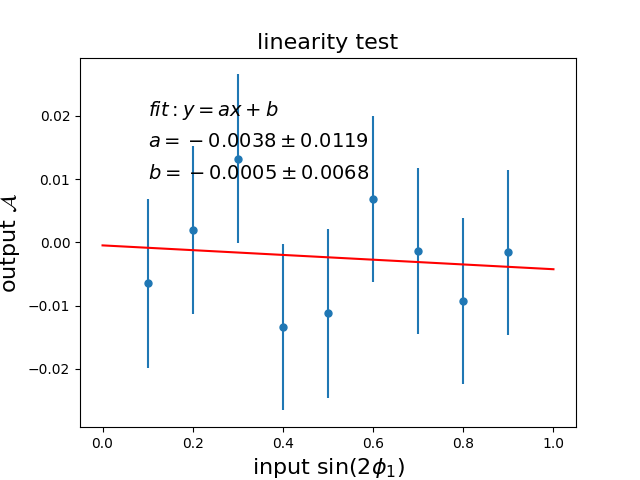 linearity test
fit : y = ax + b
a = −0.0038 ± 0.0119
b = −0.0005 ± 0.0068
output 𝒜
0.02
0.01
0.00
−0.01
−0.02
0.0 0.2 0.4 0.6 0.8 1.0
input sin(2ϕ₁)